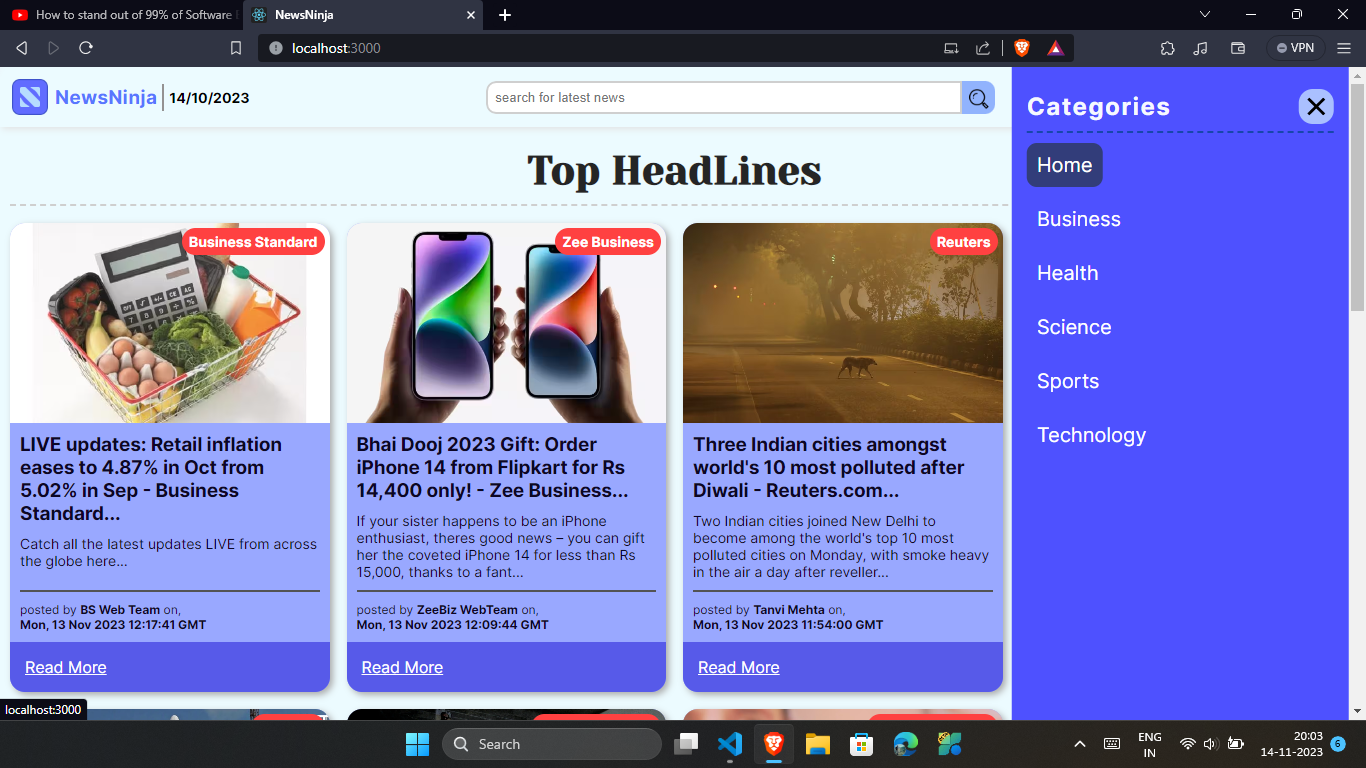 How to stand out of 99% of Software
NewsNinja
localhost:3000
VPN
NewsNinja
14/10/2023
search for latest news
Categories
Home
Business
Health
Science
Sports
Technology
Top HeadLines
Business Standard
LIVE updates: Retail inflation
eases to 4.87% in Oct from
5.02% in Sep - Business
Standard...
Catch all the latest updates LIVE from across
the globe here...
posted by BS Web Team on,
Mon, 13 Nov 2023 12:17:41 GMT
Read More
Zee Business
Bhai Dooj 2023 Gift: Order
iPhone 14 from Flipkart for Rs
14,400 only! - Zee Business...
If your sister happens to be an iPhone
enthusiast, theres good news – you can gift
her the coveted iPhone 14 for less than Rs
15,000, thanks to a fant...
posted by ZeeBiz WebTeam on,
Mon, 13 Nov 2023 12:09:44 GMT
Read More
Reuters
Three Indian cities amongst
world's 10 most polluted after
Diwali - Reuters.com...
Two Indian cities joined New Delhi to
become among the world's top 10 most
polluted cities on Monday, with smoke heavy
in the air a day after reveller...
posted by Tanvi Mehta on,
Mon, 13 Nov 2023 11:54:00 GMT
Read More
localhost:3000
Search
ENG
IN
20:03
14-11-2023
6